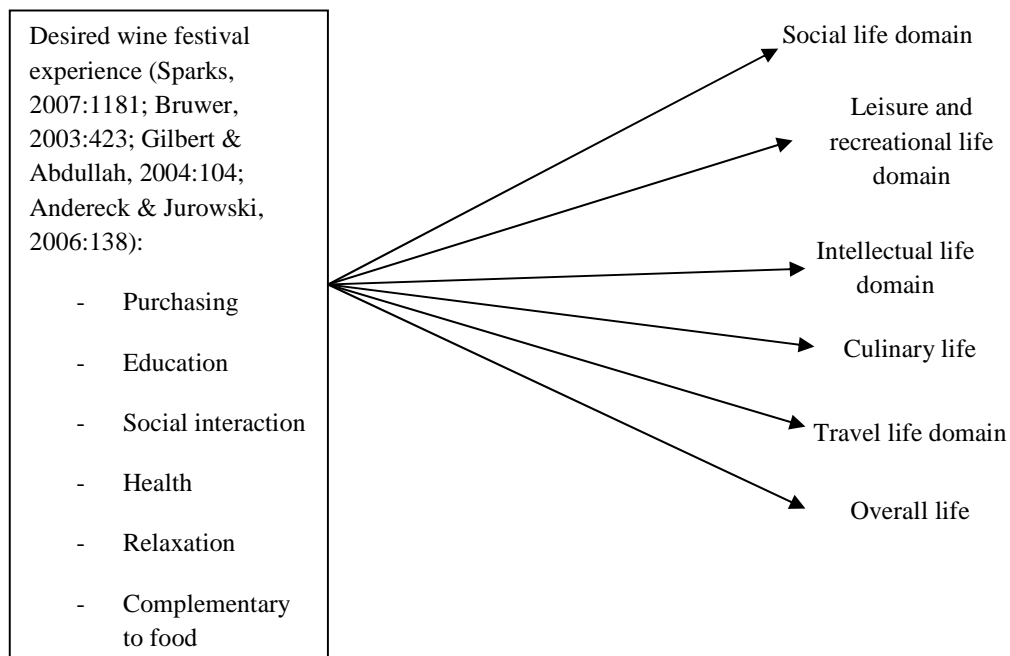 Desired wine festival
experience (Sparks,
2007:1181; Bruwer,
2003:423; Gilbert &
Abdullah, 2004:104;
Andereck & Jurowski,
2006:138):
- Purchasing
- Education
- Social interaction
- Health
- Relaxation
- Complementary
to food
Social life domain
Leisure and
recreational life
domain
Intellectual life
domain
Culinary life
Travel life domain
Overall life